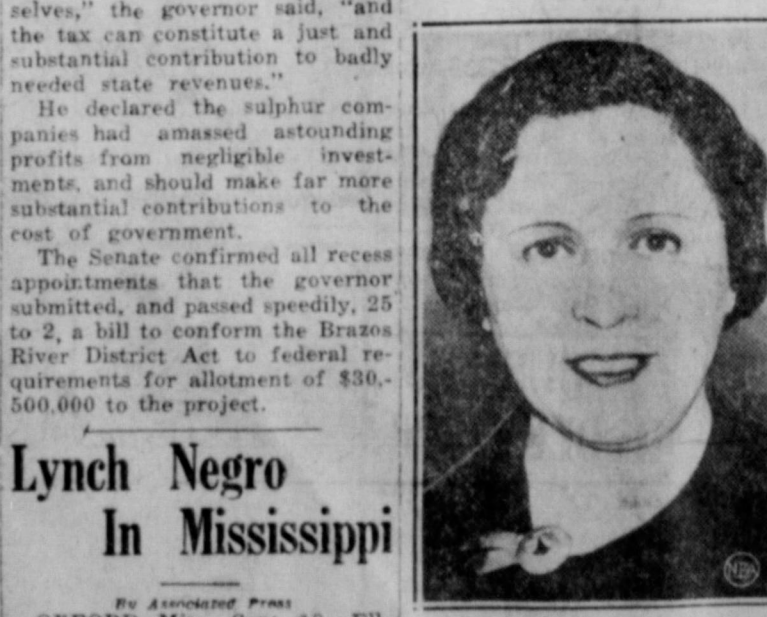 selves," the governor said, "and
the tax can constitute a just and
substantial contribution to badly
needed state revenues."
He declared the sulphur com-
panies had amassed astounding
profits from negligible invest-
ments, and should make far more
substantial contributions to the
cost of government.
The Senate confirmed all recess
appointments that the governor
submitted, and passed speedily, 25
to 2, a bill to conform the Brazos
River District Act to federal re-
quirements for allotment of $30,-
500,000 to the project.
Lynch Negro
In Mississippi
By Associated Press
NEA